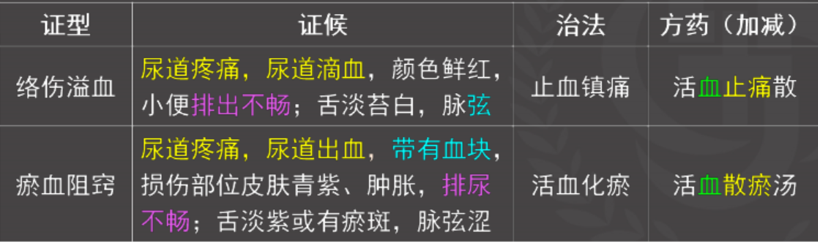 证型 证候 治法 方药（加减）
络伤溢血 尿道疼痛，尿道滴血，颜色鲜红，
小便排出不畅；舌淡苔白，脉弦 止血镇痛 活血止痛散
瘀血阻窍 尿道疼痛，尿道出血，带有血块，
损伤部位皮肤青紫、肿胀，排尿
不畅；舌淡紫或有瘀斑，脉弦涩 活血化瘀 活血散瘀汤